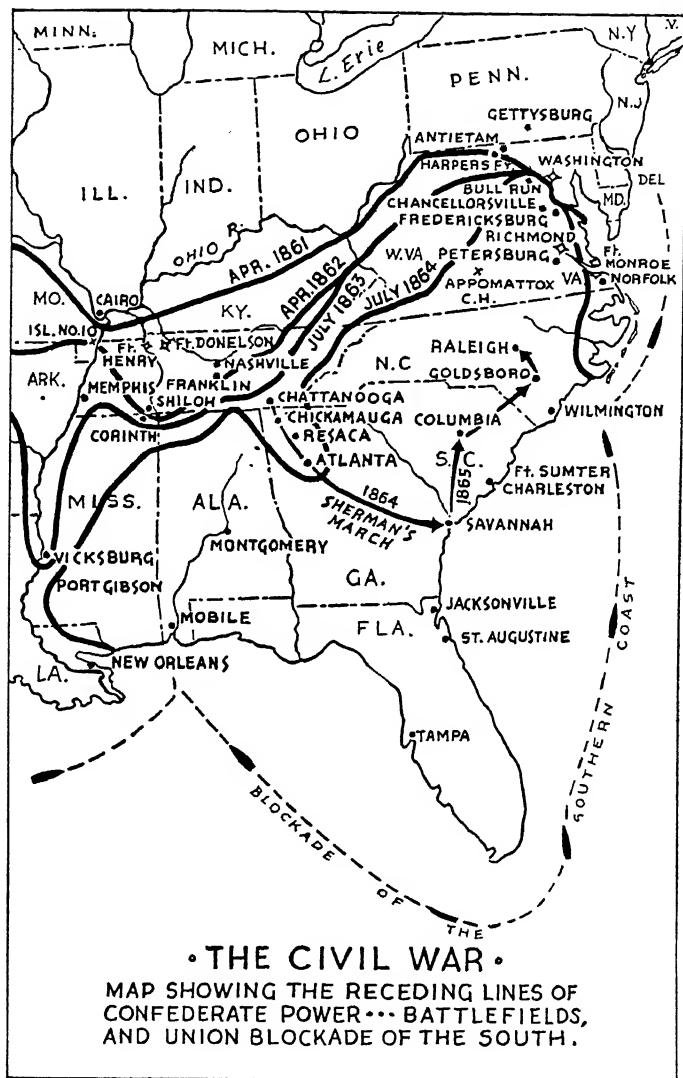 MINN.
MICH.
L. Erie
N.Y
.V.
PENN.
N.J
OHIO
GETTYSBURG
ANTIETAM
HARPERS FY.
WASHINGTON
DEL
ILL.
IND.
BULL RUN
MD.
CHANCELLORSVILLE
FREDERICKSBURG
OHIO R.
RICHMOND
Ft. MONROE
W.VA
PETERSBURG
VA
NORFOLK
APPOMATTOX
C.H.
APR. 1861
APR. 1862
JULY 1863
JULY 1864
MO.
CAIRO
KY.
ISL. NO. 10
Ft. HENRY
Ft. DONELSON
NASHVILLE
N.C
RALEIGH
GOLDSBORO
ARK.
MEMPHIS
FRANKLIN
SHILOH
CHATTANOOGA
CHICKAMAUGA
COLUMBIA
WILMINGTON
CORINTH
RESACA
ATLANTA
S.C.
Ft. SUMTER
CHARLESTON
1865
MISS.
ALA.
1864
SHERMAN'S
MARCH
SAVANNAH
VICKSBURG
MONTGOMERY
PORT GIBSON
GA.
JACKSONVILLE
MOBILE
FLA.
ST. AUGUSTINE
LA.
NEW ORLEANS
TAMPA
BLOCKADE OF THE SOUTHERN COAST
• THE CIVIL WAR •
MAP SHOWING THE RECEDING LINES OF
CONFEDERATE POWER ••• BATTLEFIELDS,
AND UNION BLOCKADE OF THE SOUTH.